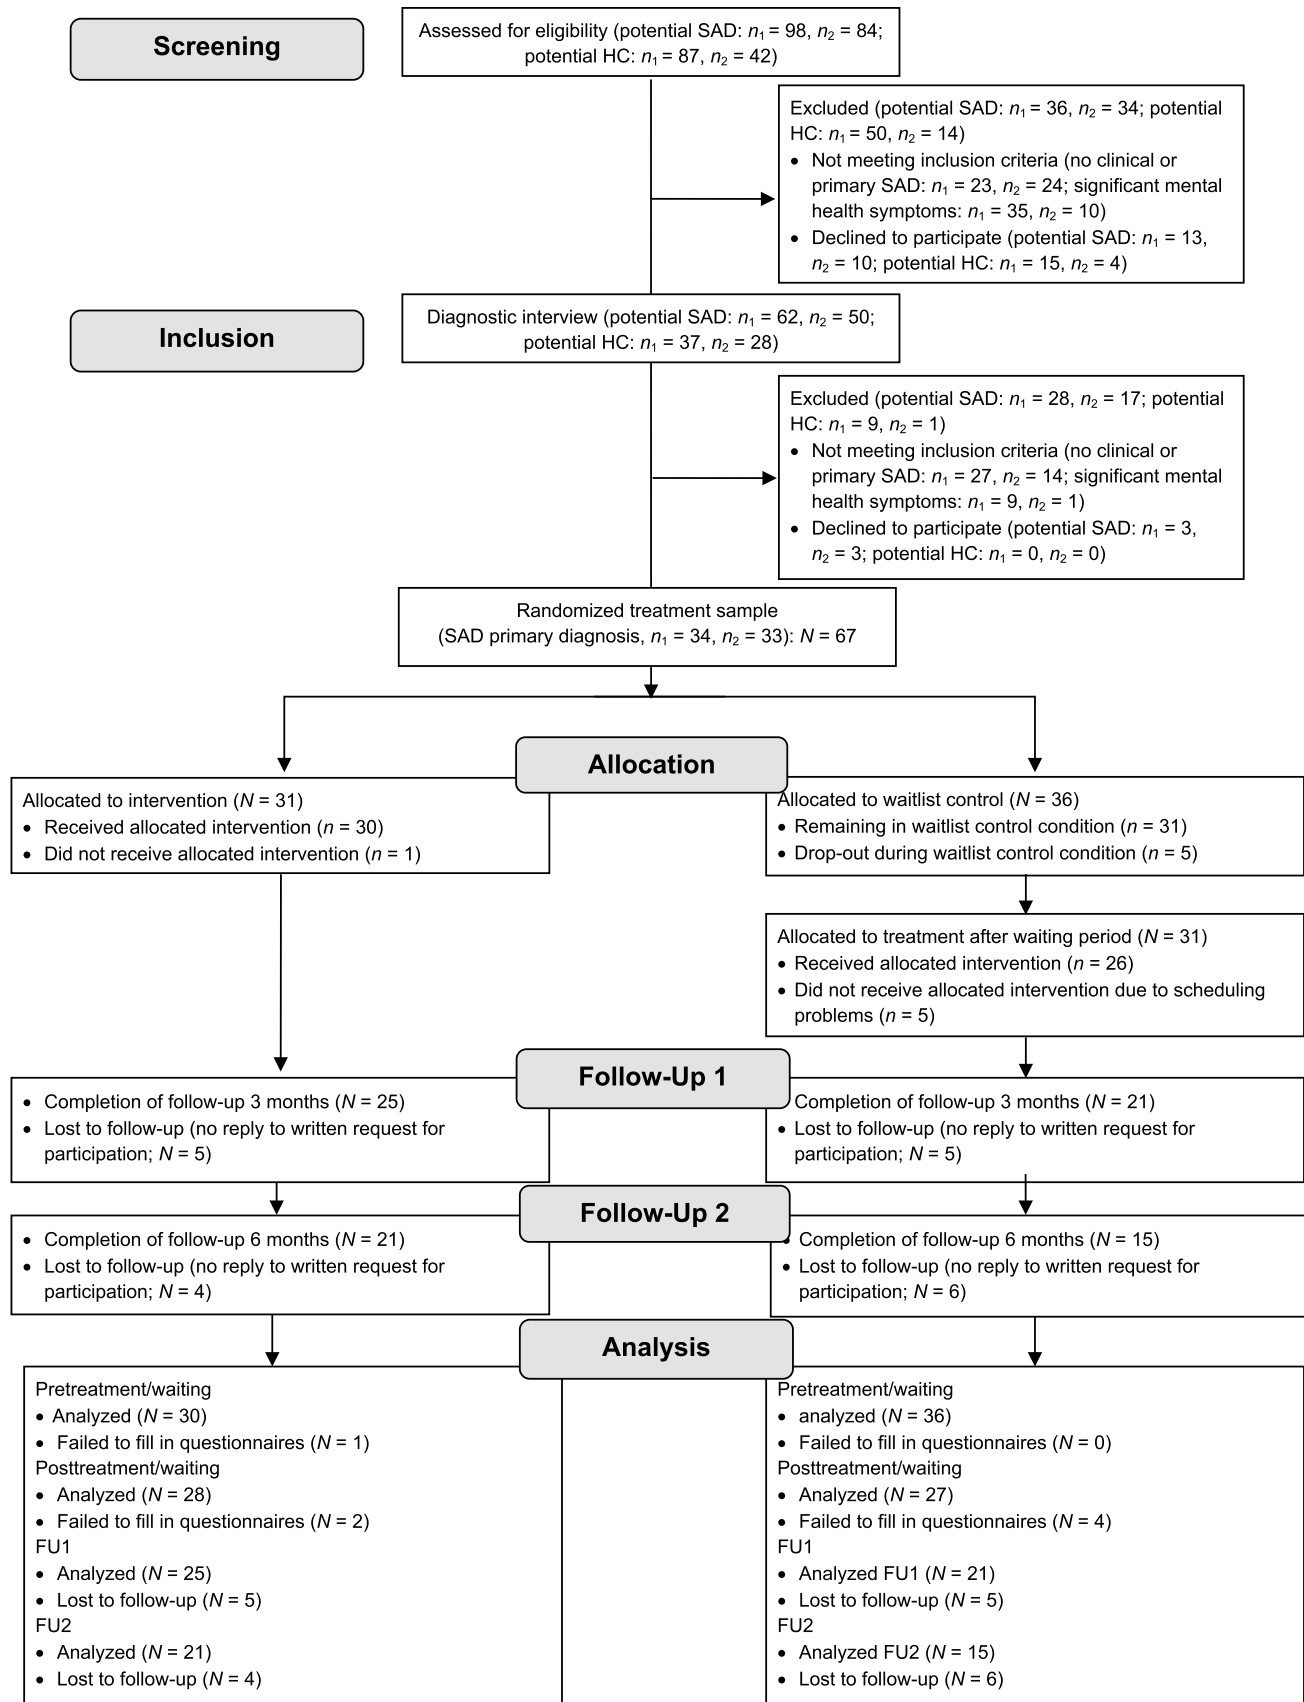 Screening
Assessed for eligibility (potential SAD: n1 = 98, n2 = 84;
potential HC: n1 = 87, n2 = 42)
Excluded (potential SAD: n1 = 36, n2 = 34; potential
HC: n1 = 50, n2 = 14)
• Not meeting inclusion criteria (no clinical or
primary SAD: n1 = 23, n2 = 24; significant mental
health symptoms: n1 = 35, n2 = 10)
• Declined to participate (potential SAD: n1 = 13,
n2 = 10; potential HC: n1 = 15, n2 = 4)
Inclusion
Diagnostic interview (potential SAD: n1 = 62, n2 = 50;
potential HC: n1 = 37, n2 = 28)
Excluded (potential SAD: n1 = 28, n2 = 17; potential
HC: n1 = 9, n2 = 1)
• Not meeting inclusion criteria (no clinical or
primary SAD: n1 = 27, n2 = 14; significant mental
health symptoms: n1 = 9, n2 = 1)
• Declined to participate (potential SAD: n1 = 3,
n2 = 3; potential HC: n1 = 0, n2 = 0)
Randomized treatment sample
(SAD primary diagnosis, n1 = 34, n2 = 33): N = 67
Allocation
Allocated to intervention (N = 31)
• Received allocated intervention (n = 30)
• Did not receive allocated intervention (n = 1)
Allocated to waitlist control (N = 36)
• Remaining in waitlist control condition (n = 31)
• Drop-out during waitlist control condition (n = 5)
Allocated to treatment after waiting period (N = 31)
• Received allocated intervention (n = 26)
• Did not receive allocated intervention due to scheduling
problems (n = 5)
Follow-Up 1
• Completion of follow-up 3 months (N = 25)
• Lost to follow-up (no reply to written request for
participation; N = 5)
Completion of follow-up 3 months (N = 21)
• Lost to follow-up (no reply to written request for
participation; N = 5)
Follow-Up 2
• Completion of follow-up 6 months (N = 21)
• Lost to follow-up (no reply to written request for
participation; N = 4)
• Completion of follow-up 6 months (N = 15)
• Lost to follow-up (no reply to written request for
participation; N = 6)
Analysis
Pretreatment/waiting
• Analyzed (N = 30)
• Failed to fill in questionnaires (N = 1)
Posttreatment/waiting
• Analyzed (N = 28)
• Failed to fill in questionnaires (N = 2)
FU1
• Analyzed (N = 25)
• Lost to follow-up (N = 5)
FU2
• Analyzed (N = 21)
• Lost to follow-up (N = 4)
Pretreatment/waiting
• analyzed (N = 36)
• Failed to fill in questionnaires (N = 0)
Posttreatment/waiting
• Analyzed (N = 27)
• Failed to fill in questionnaires (N = 4)
FU1
• Analyzed FU1 (N = 21)
• Lost to follow-up (N = 5)
FU2
• Analyzed FU2 (N = 15)
• Lost to follow-up (N = 6)